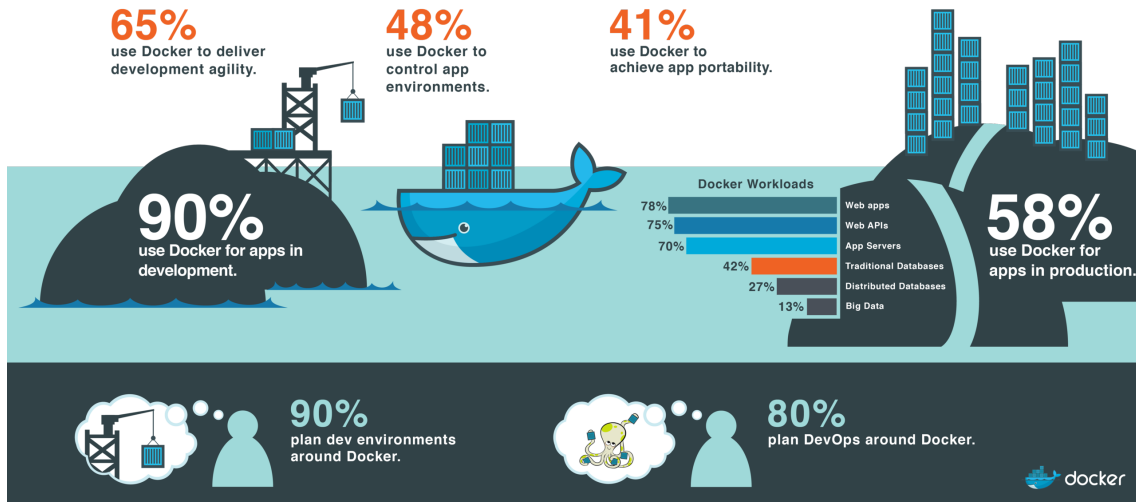 65%
use Docker to deliver
development agility.
48%
use Docker to
control app
environments.
41%
use Docker to
achieve app portability.
90%
use Docker for apps in
development.
Docker Workloads
78% Web apps
75% Web APIs
70% App Servers
42% Traditional Databases
27% Distributed Databases
13% Big Data
58%
use Docker for
apps in production.
90%
plan dev environments
around Docker.
80%
plan DevOps around Docker.
docker